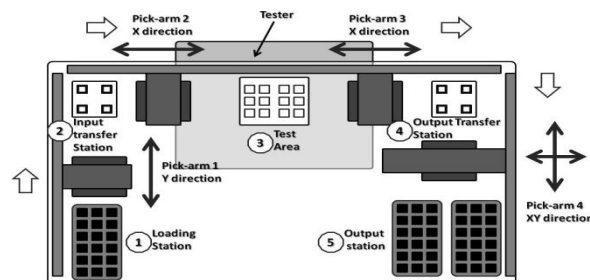 Tester
Pick-arm 2
X direction
Pick-arm 3
X direction
2
Input
transfer
Station
3
Test
Area
4
Output Transfer
Station
Pick-arm 1
Y direction
Pick-arm 4
XY direction
1
Loading
Station
5
Output
station